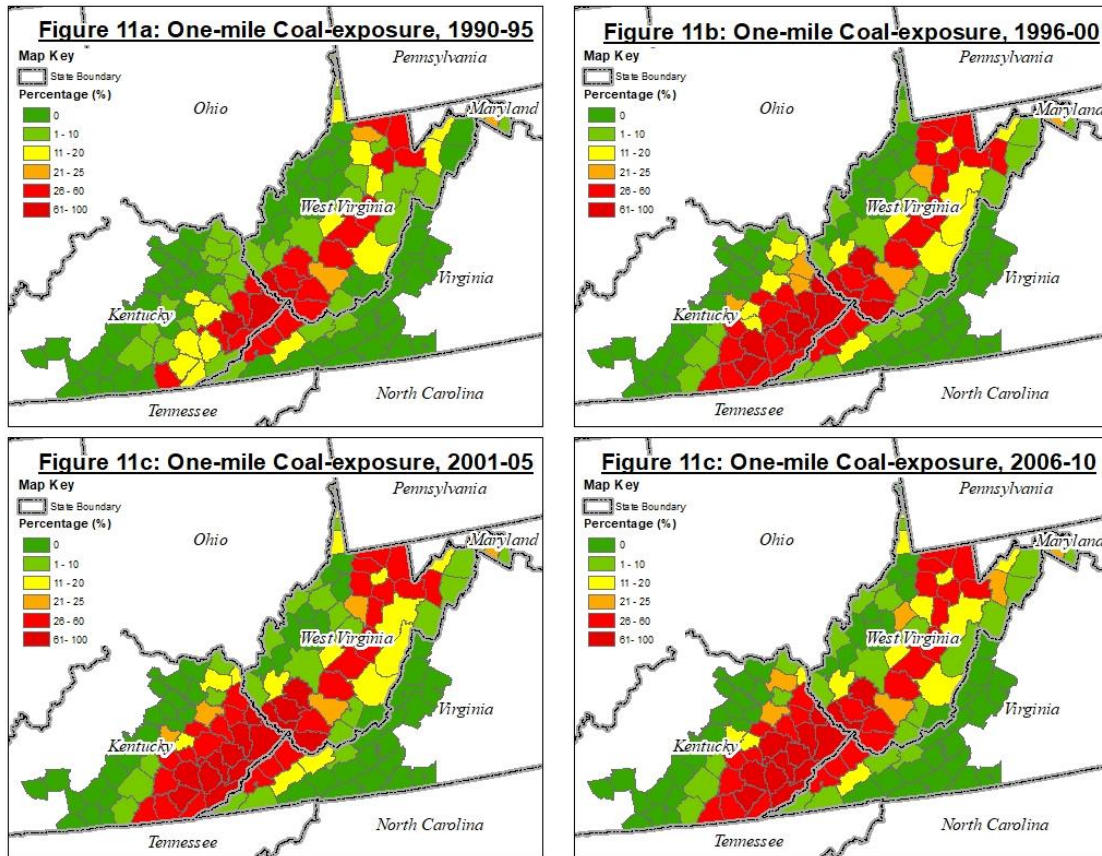 Figure 11a: One-mile Coal-exposure, 1990-95
Map Key
State Boundary
Percentage (%)
0
1 - 10
11 - 20
21 - 25
26 - 60
61- 100
Pennsylvania
Ohio
Maryland
West Virginia
Virginia
Kentucky
North Carolina
Tennessee
Figure 11b: One-mile Coal-exposure, 1996-00
Map Key
State Boundary
Percentage (%)
0
1 - 10
11 - 20
21 - 25
26 - 60
61- 100
Pennsylvania
Ohio
Maryland
West Virginia
Virginia
Kentucky
North Carolina
Tennessee
Figure 11c: One-mile Coal-exposure, 2001-05
Map Key
State Boundary
Percentage (%)
0
1 - 10
11 - 20
21 - 25
26 - 60
61- 100
Pennsylvania
Ohio
Maryland
West Virginia
Virginia
Kentucky
North Carolina
Tennessee
Figure 11c: One-mile Coal-exposure, 2006-10
Map Key
State Boundary
Percentage (%)
0
1 - 10
11 - 20
21 - 25
26 - 60
61- 100
Pennsylvania
Ohio
Maryland
West Virginia
Virginia
Kentucky
North Carolina
Tennessee